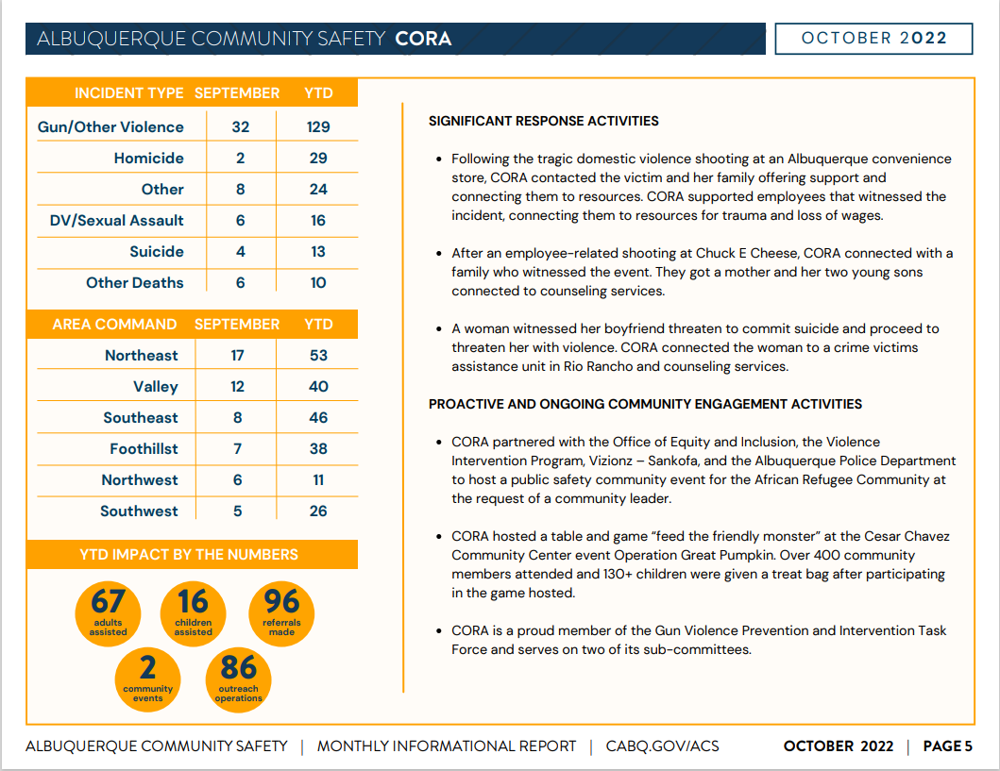 ALBUQUERQUE COMMUNITY SAFETY CORA
OCTOBER 2022
INCIDENT TYPE SEPTEMBER YTD
Gun/Other Violence 32 129
Homicide 2 29
Other 8 24
DV/Sexual Assault 6 16
Suicide 4 13
Other Deaths 6 10
AREA COMMAND SEPTEMBER YTD
Northeast 17 53
Valley 12 40
Southeast 8 46
Foothillst 7 38
Northwest 6 11
Southwest 5 26
YTD IMPACT BY THE NUMBERS
67
adults
assisted
16
children
assisted
96
referrals
made
2
community
events
86
outreach
operations
SIGNIFICANT RESPONSE ACTIVITIES
• Following the tragic domestic violence shooting at an Albuquerque convenience
store, CORA contacted the victim and her family offering support and
connecting them to resources. CORA supported employees that witnessed the
incident, connecting them to resources for trauma and loss of wages.
• After an employee-related shooting at Chuck E Cheese, CORA connected with a
family who witnessed the event. They got a mother and her two young sons
connected to counseling services.
• A woman witnessed her boyfriend threaten to commit suicide and proceed to
threaten her with violence. CORA connected the woman to a crime victims
assistance unit in Rio Rancho and counseling services.
PROACTIVE AND ONGOING COMMUNITY ENGAGEMENT ACTIVITIES
• CORA partnered with the Office of Equity and Inclusion, the Violence
Intervention Program, Vizionz – Sankofa, and the Albuquerque Police Department
to host a public safety community event for the African Refugee Community at
the request of a community leader.
• CORA hosted a table and game “feed the friendly monster” at the Cesar Chavez
Community Center event Operation Great Pumpkin. Over 400 community
members attended and 130+ children were given a treat bag after participating
in the game hosted.
• CORA is a proud member of the Gun Violence Prevention and Intervention Task
Force and serves on two of its sub-committees.
ALBUQUERQUE COMMUNITY SAFETY | MONTHLY INFORMATIONAL REPORT | CABQ.GOV/ACS
OCTOBER 2022 | PAGE 5